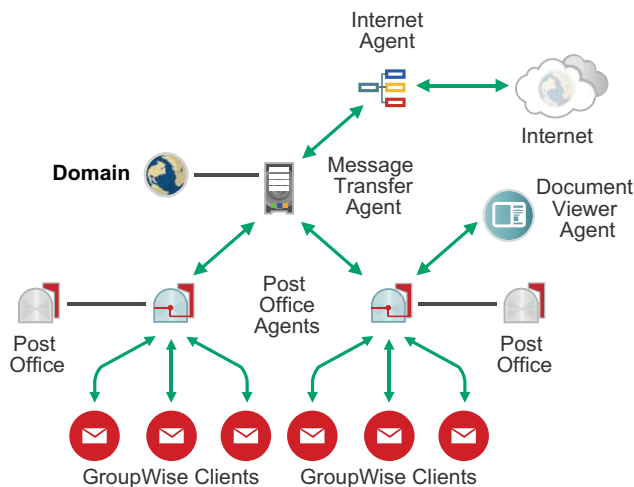 Internet
Agent
Internet
Domain
Message
Transfer
Agent
Document
Viewer
Agent
Post
Office
Post
Office
Agents
Post
Office
GroupWise Clients
GroupWise Clients